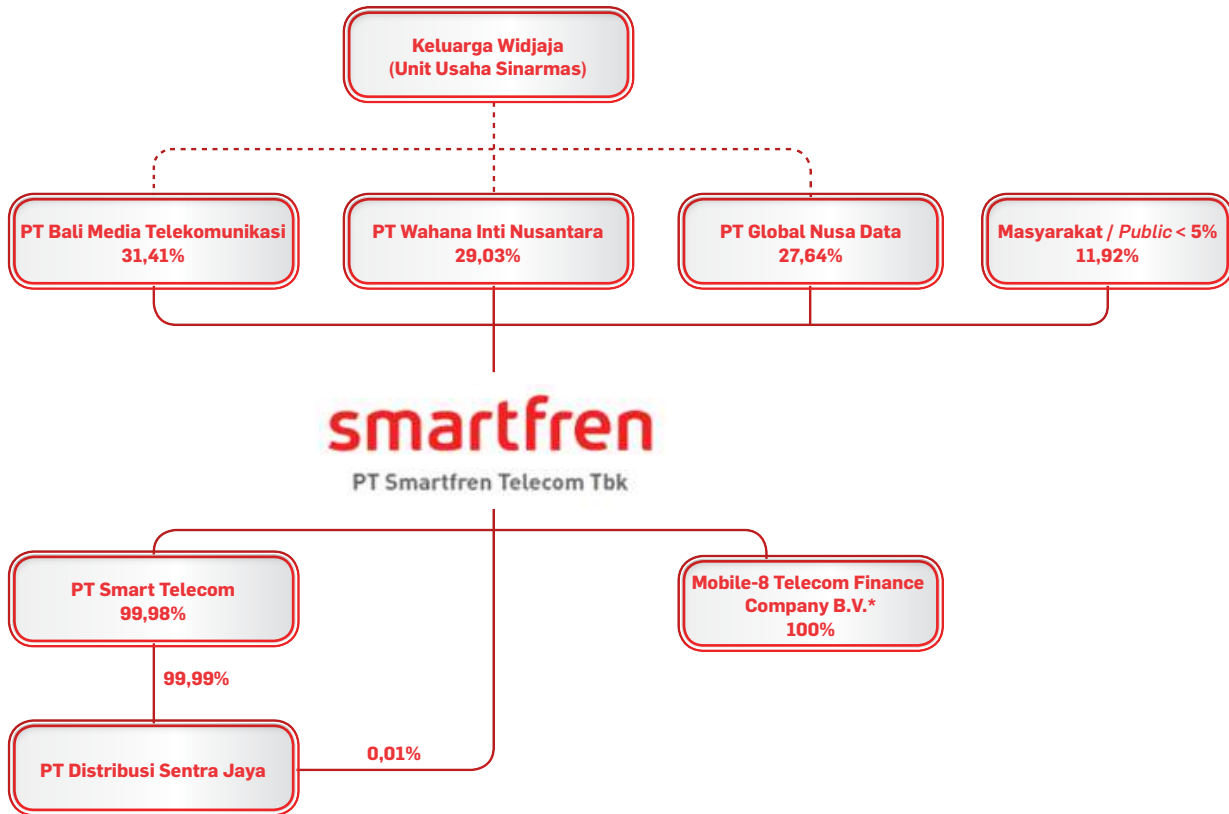 Keluarga Widjaja
(Unit Usaha Sinarmas)
PT Bali Media Telekomunikasi
31,41%
PT Wahana Inti Nusantara
29,03%
PT Global Nusa Data
27,64%
Masyarakat / Public < 5%
11,92%
smartfren
PT Smartfren Telecom Tbk
PT Smart Telecom
99,98%
Mobile-8 Telecom Finance
Company B.V.*
100%
99,99%
PT Distribusi Sentra Jaya
0,01%